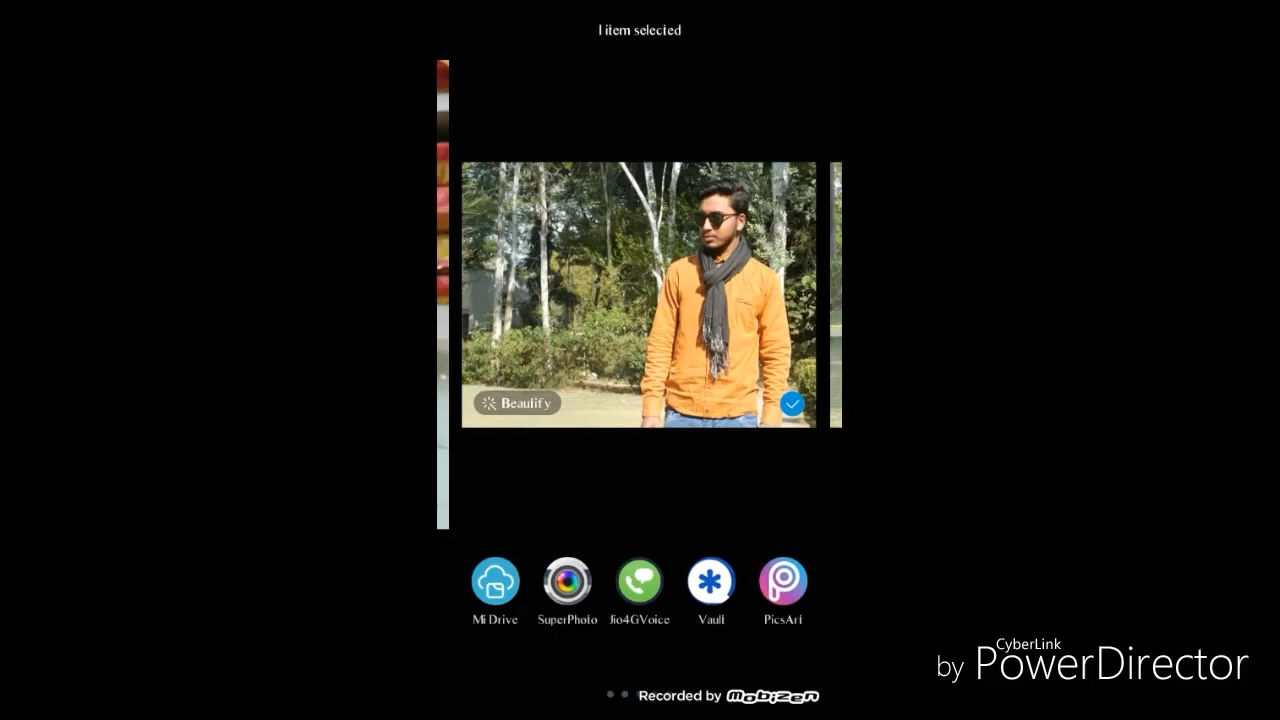 1 item selected
Beautify
Mi Drive
SuperPhoto
Jio4GVoice
Vault
PicsArt
CyberLink
by PowerDirector
Recorded by Mobizen